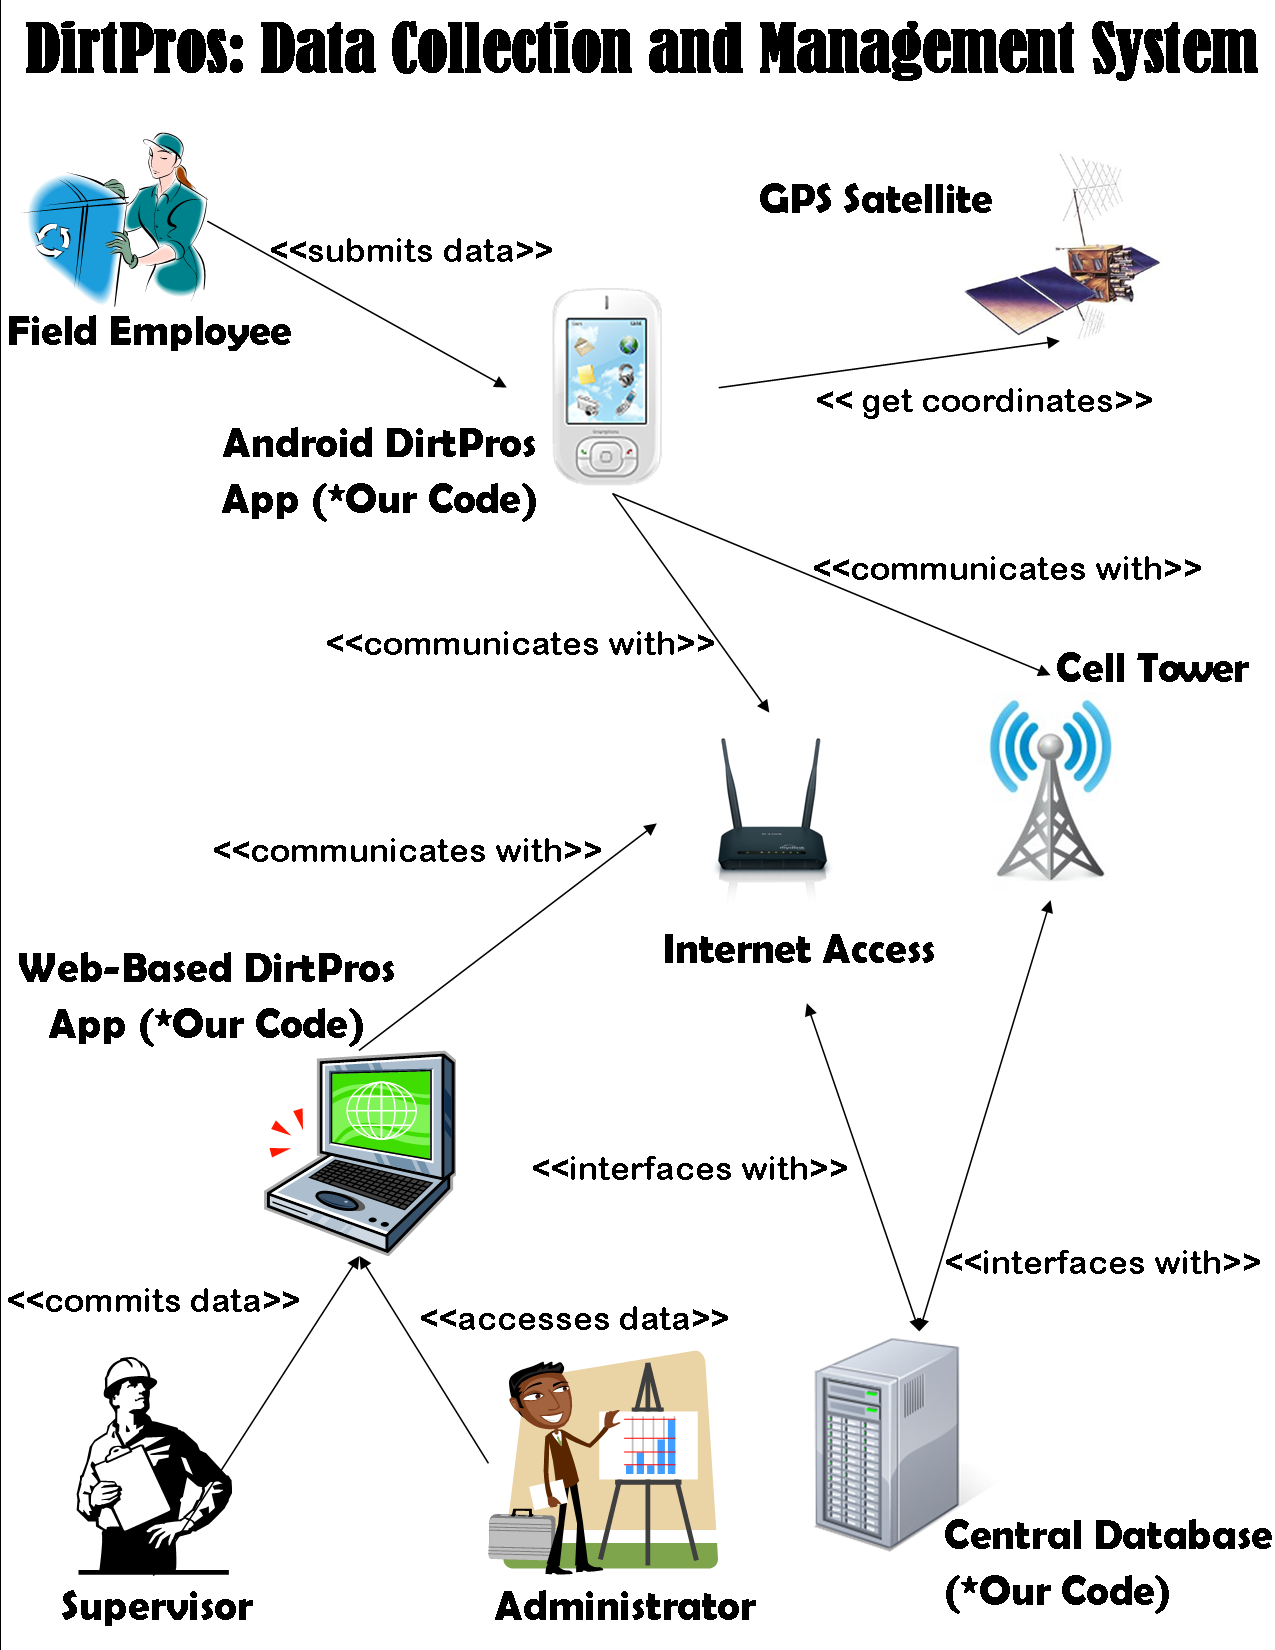 DirtPros: Data Collection and Management System
GPS Satellite
<<submits data>>
Field Employee
<< get coordinates>>
Android DirtPros
App (*Our Code)
<<communicates with>>
<<communicates with>>
Cell Tower
<<communicates with>>
Internet Access
Web-Based DirtPros
App (*Our Code)
<<interfaces with>>
<<interfaces with>>
<<commits data>>
<<accesses data>>
Central Database
(*Our Code)
Supervisor
Administrator